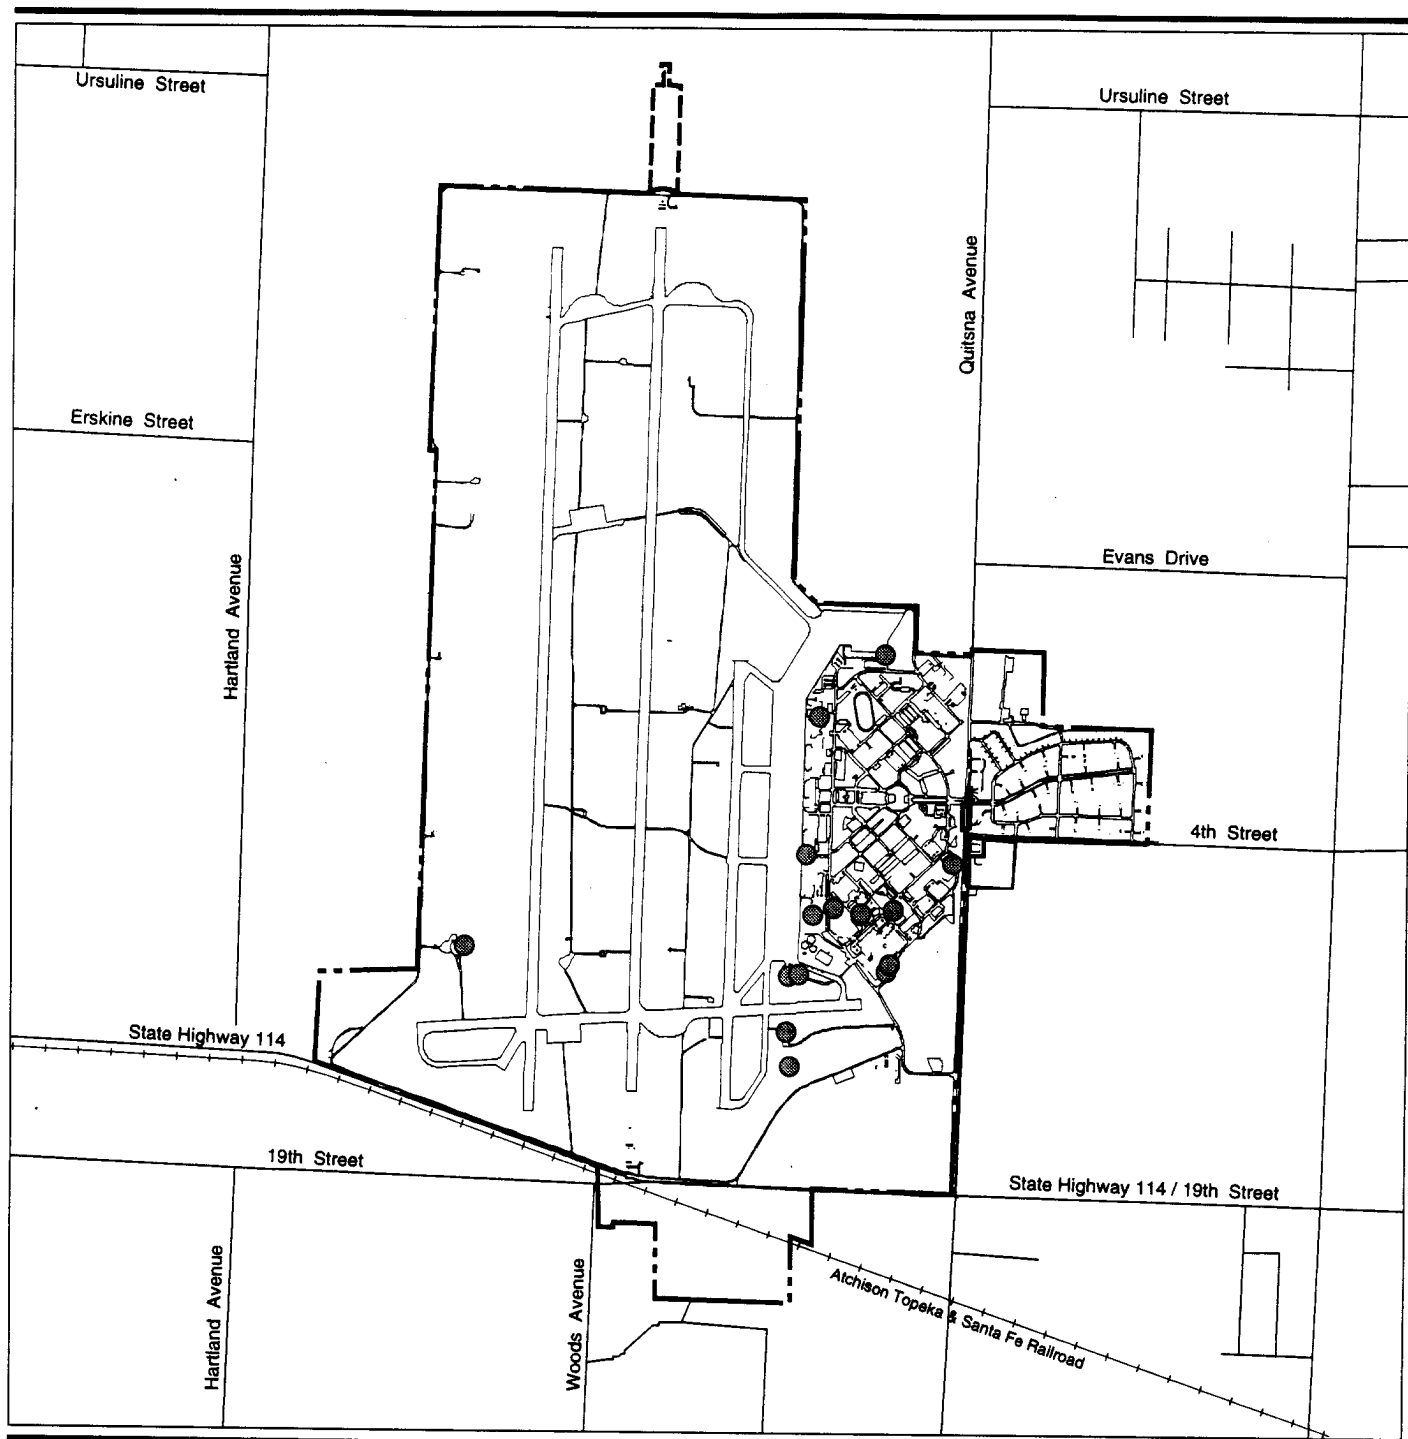 Ursuline Street
Ursuline Street
Quitsna Avenue
Erskine Street
Evans Drive
Hartland Avenue
4th Street
State Highway 114
19th Street
State Highway 114 / 19th Street
Atchison Topeka & Santa Fe Railroad
Hartland Avenue
Woods Avenue